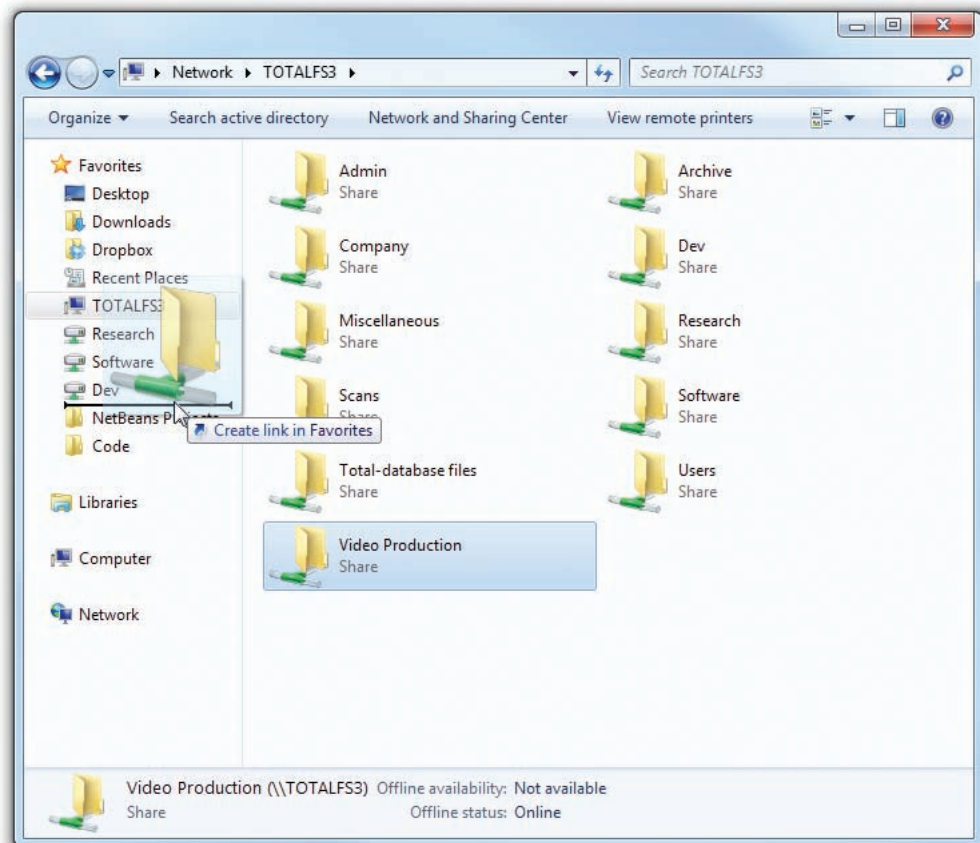 Network TOTALFS3
Search TOTALFS3
Organize Search active directory Network and Sharing Center View remote printers
Favorites
Desktop
Downloads
Dropbox
Recent Places
TOTALFS3
Research
Software
Dev
NetBeans
Code
Libraries
Computer
Network
Create link in Favorites
Admin
Share
Archive
Share
Company
Share
Dev
Share
Miscellaneous
Share
Research
Share
Scans
Share
Software
Share
Total-database files
Share
Users
Share
Video Production
Share
Video Production (\\TOTALFS3) Offline availability: Not available
Share Offline status: Online